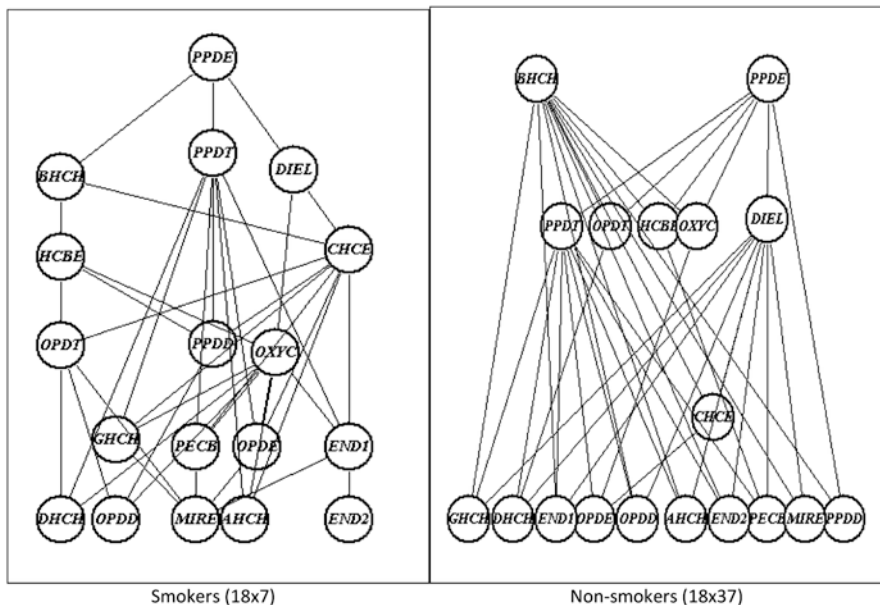 PPDE
BHCH
PPDT
DIEL
HCBE
CHCE
OPDT
PPDD
OXYC
GHCH
PECB
OPDE
END1
DHCH
OPDD
MIRE
AHCH
END2
Smokers (18x7)
BHCH
PPDE
PPDT
OPDT
HCBE
OXYC
DIEL
CHCE
GHCH
DHCH
END1
OPDE
OPDD
AHCH
END2
PECB
MIRE
PPDD
Non-smokers (18x37)